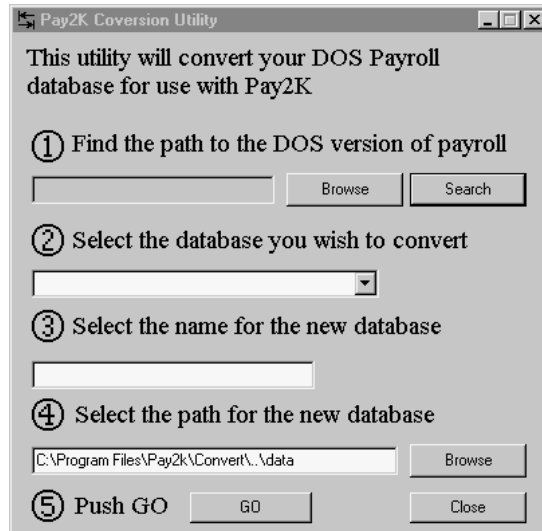 Pay2K Coversion Utility
This utility will convert your DOS Payroll
database for use with Pay2K
① Find the path to the DOS version of payroll
Browse Search
② Select the database you wish to convert
③ Select the name for the new database
④ Select the path for the new database
C:\Program Files\Pay2k\Convert\..\data Browse
⑤ Push GO GO Close